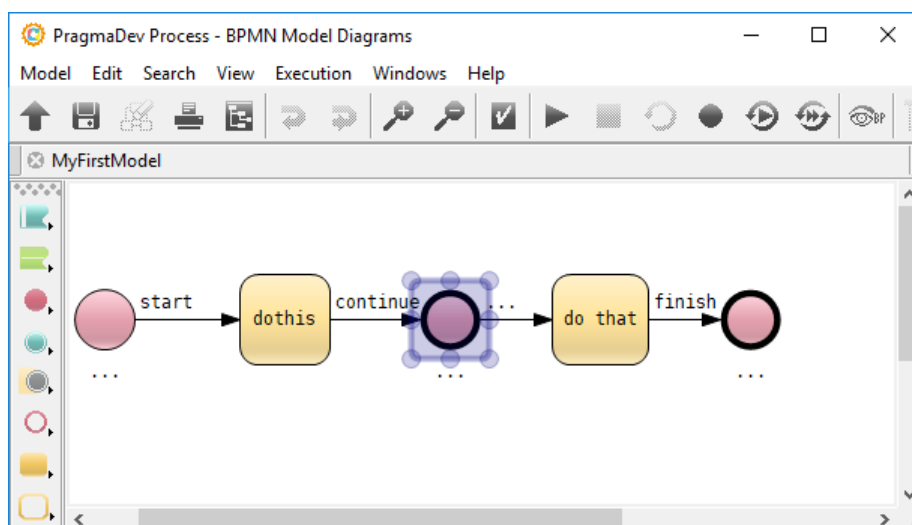 PragmaDev Process - BPMN Model Diagrams
Model Edit Search View Execution Windows Help
BP
MyFirstModel
start
dothis
continue
...
do that
finish
...
...
...